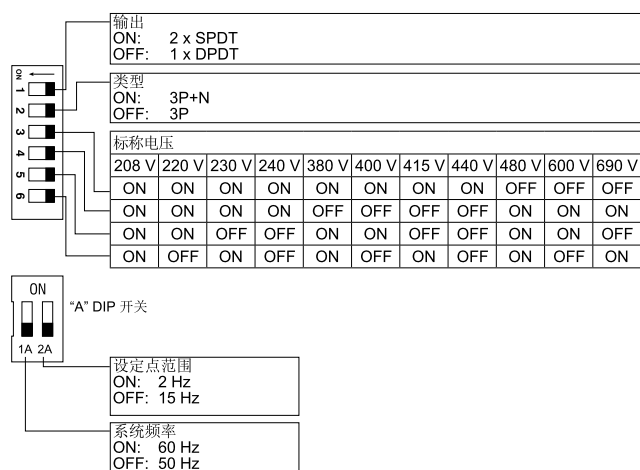 输出
ON: 2 x SPDT
OFF: 1 x DPDT
ON
1
2
3
4
5
6
类型
ON: 3P+N
OFF: 3P
标称电压
208 V 220 V 230 V 240 V 380 V 400 V 415 V 440 V 480 V 600 V 690 V
ON ON ON ON ON ON ON ON OFF OFF OFF
ON ON ON ON OFF OFF OFF OFF ON ON ON
ON ON OFF OFF ON ON OFF OFF ON ON OFF
ON OFF ON OFF ON OFF ON OFF ON OFF ON
ON
"A" DIP 开关
1A 2A
设定点范围
ON: 2 Hz
OFF: 15 Hz
系统频率
ON: 60 Hz
OFF: 50 Hz